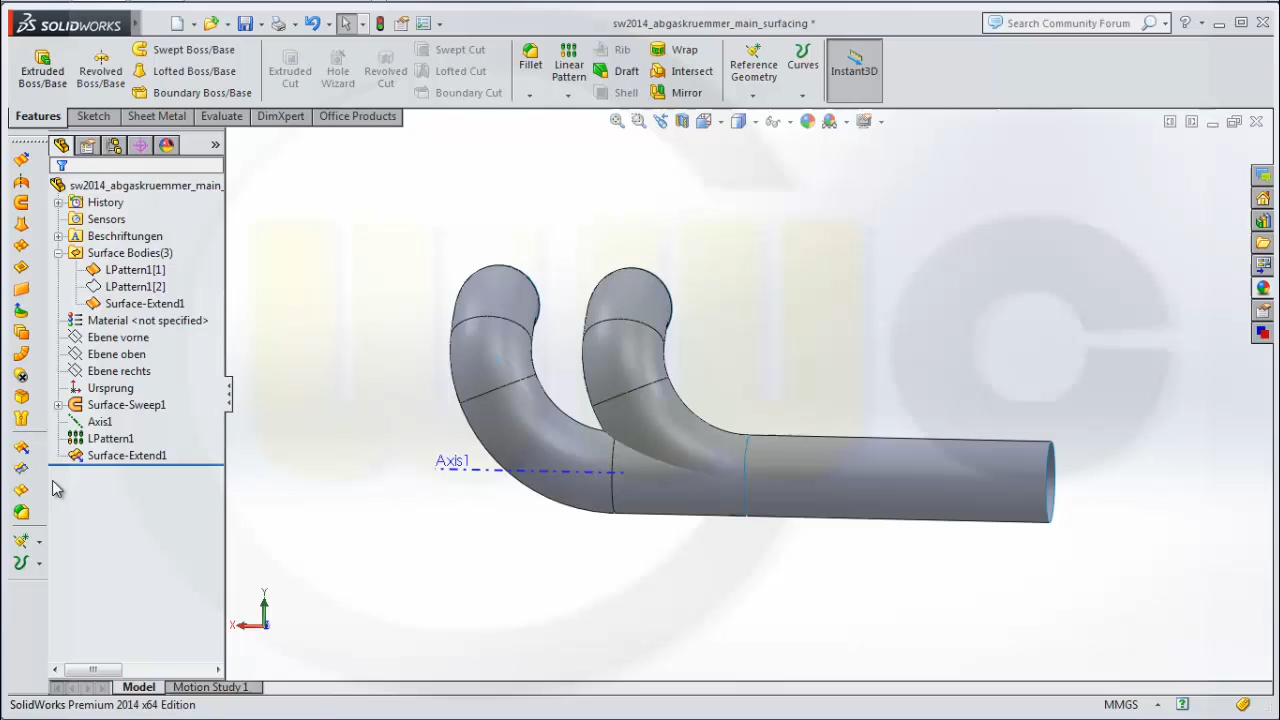 SOLIDWORKS
sw2014_abgaskruemmer_main_surfacing *
Search Community Forum
Extruded Boss/Base
Revolved Boss/Base
Swept Boss/Base
Lofted Boss/Base
Boundary Boss/Base
Extruded Cut
Hole Wizard
Revolved Cut
Swept Cut
Lofted Cut
Boundary Cut
Fillet
Linear Pattern
Rib
Draft
Shell
Wrap
Intersect
Mirror
Reference Geometry
Curves
Instant3D
Features
Sketch
Sheet Metal
Evaluate
DimXpert
Office Products
sw2014_abgaskruemmer_main_
History
Sensors
Beschriftungen
Surface Bodies(3)
LPattern1[1]
LPattern1[2]
Surface-Extend1
Material <not specified>
Ebene vorne
Ebene oben
Ebene rechts
Ursprung
Surface-Sweep1
Axis1
LPattern1
Surface-Extend1
Axis1
Y
X
Model
Motion Study 1
SolidWorks Premium 2014 x64 Edition
MMGS